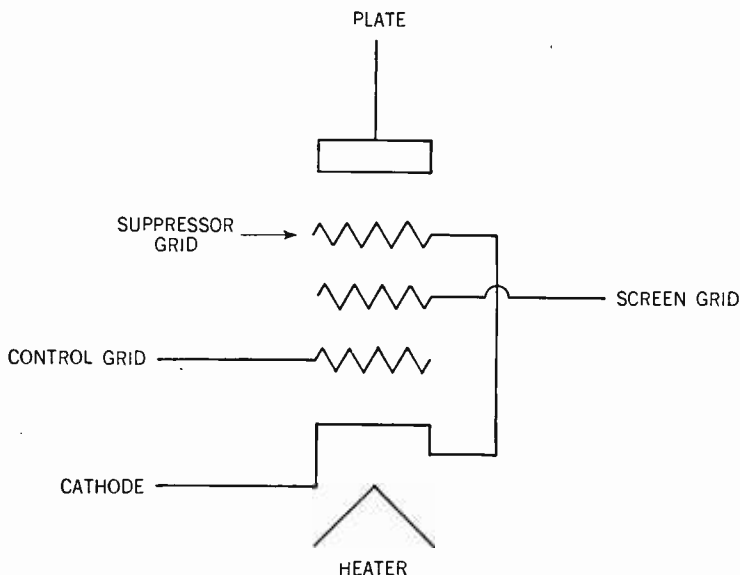 PLATE
SUPPRESSOR
GRID
SCREEN GRID
CONTROL GRID
CATHODE
HEATER